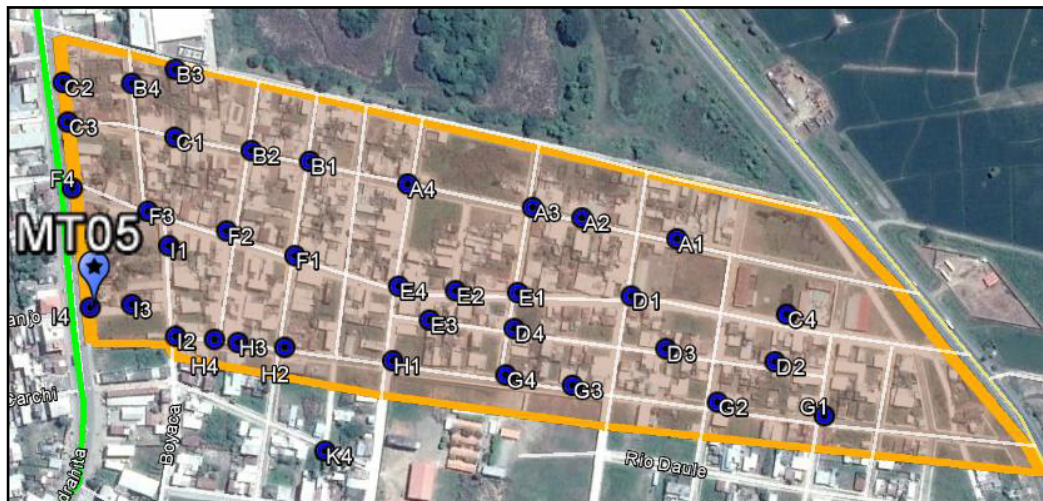 B3
C2
B4
C3
C1
B2
B1
A4
F4
A3
A2
F3
A1
MT05
F2
I1
F1
E4
E2
E1
D1
I3
C4
I4
anjo
E3
D4
I2
H3
D3
H4
H2
H1
D2
G4
G3
Carchi
G2
G1
Boyaca
K4
Rio Daule
drahita